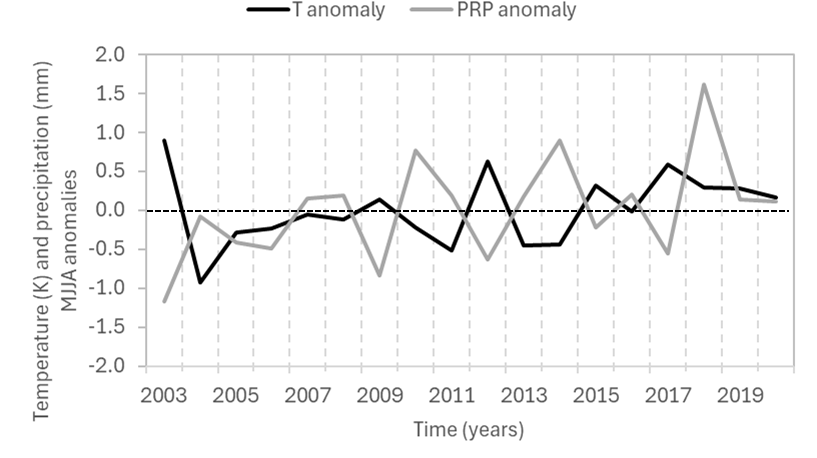 T anomaly PRP anomaly
Temperature (K) and precipitation (mm)
MJJA anomalies
2.0
1.5
1.0
0.5
0.0
-0.5
-1.0
-1.5
-2.0
2003 2005 2007 2009 2011 2013 2015 2017 2019
Time (years)